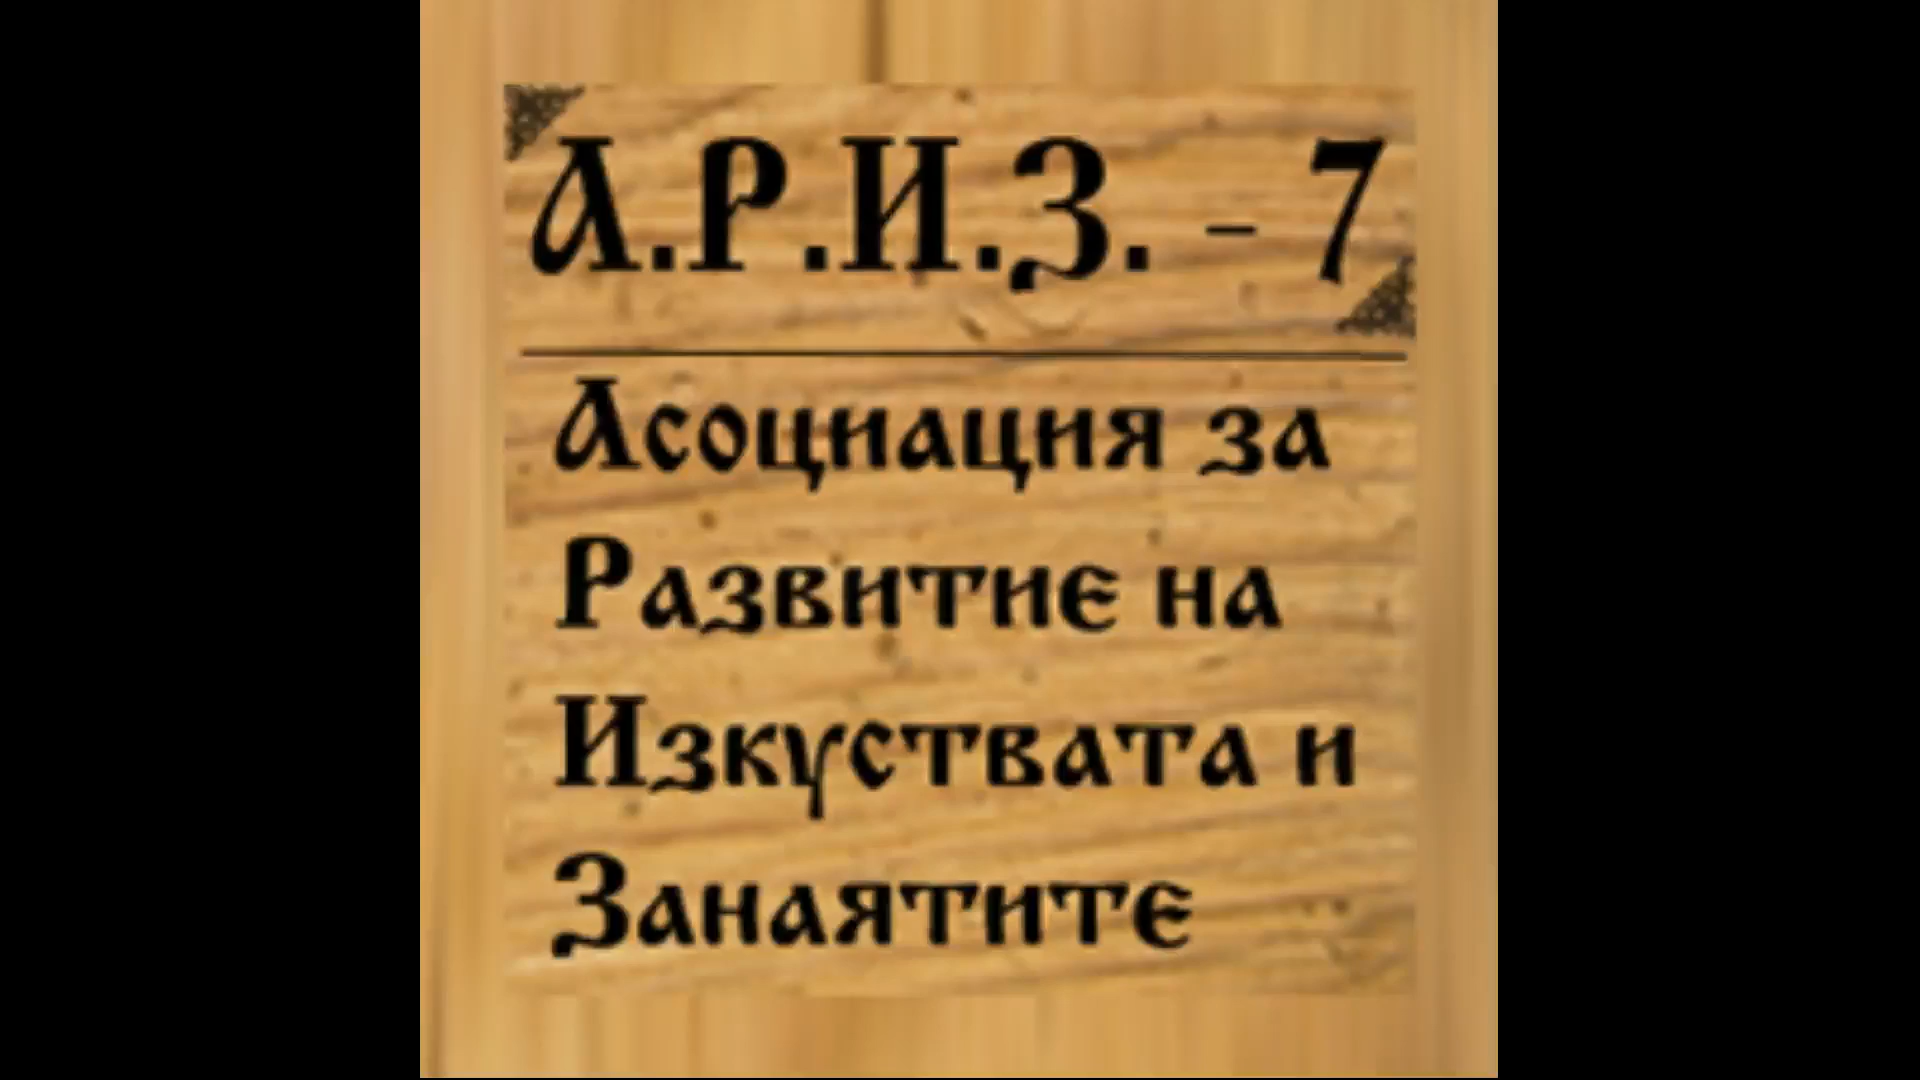 А.Р.И.З. - 7
Асоциация за
Развитие на
Изкуствата и
Занаятите